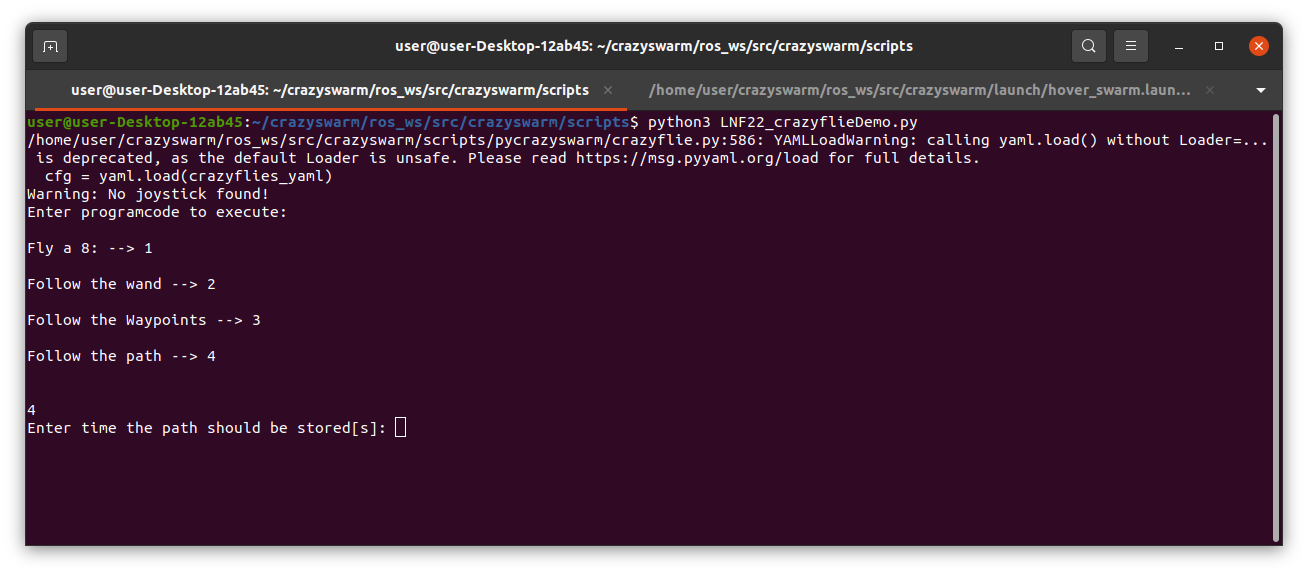 user@user-Desktop-12ab45: ~/crazyswarm/ros_ws/src/crazyswarm/scripts
user@user-Desktop-12ab45: ~/crazyswarm/ros_ws/src/crazyswarm/scripts
/home/user/crazyswarm/ros_ws/src/crazyswarm/launch/hover_swarm.laun...
user@user-Desktop-12ab45:~/crazyswarm/ros_ws/src/crazyswarm/scripts$ python3 LNF22_crazyflieDemo.py
/home/user/crazyswarm/ros_ws/src/crazyswarm/scripts/pycrazyswarm/crazyflie.py:586: YAMLLoadWarning: calling yaml.load() without Loader=...
is deprecated, as the default Loader is unsafe. Please read https://msg.pyyaml.org/load for full details.
cfg = yaml.load(crazyflies_yaml)
Warning: No joystick found!
Enter programcode to execute:
Fly a 8: --> 1
Follow the wand --> 2
Follow the Waypoints --> 3
Follow the path --> 4
4
Enter time the path should be stored[s]: